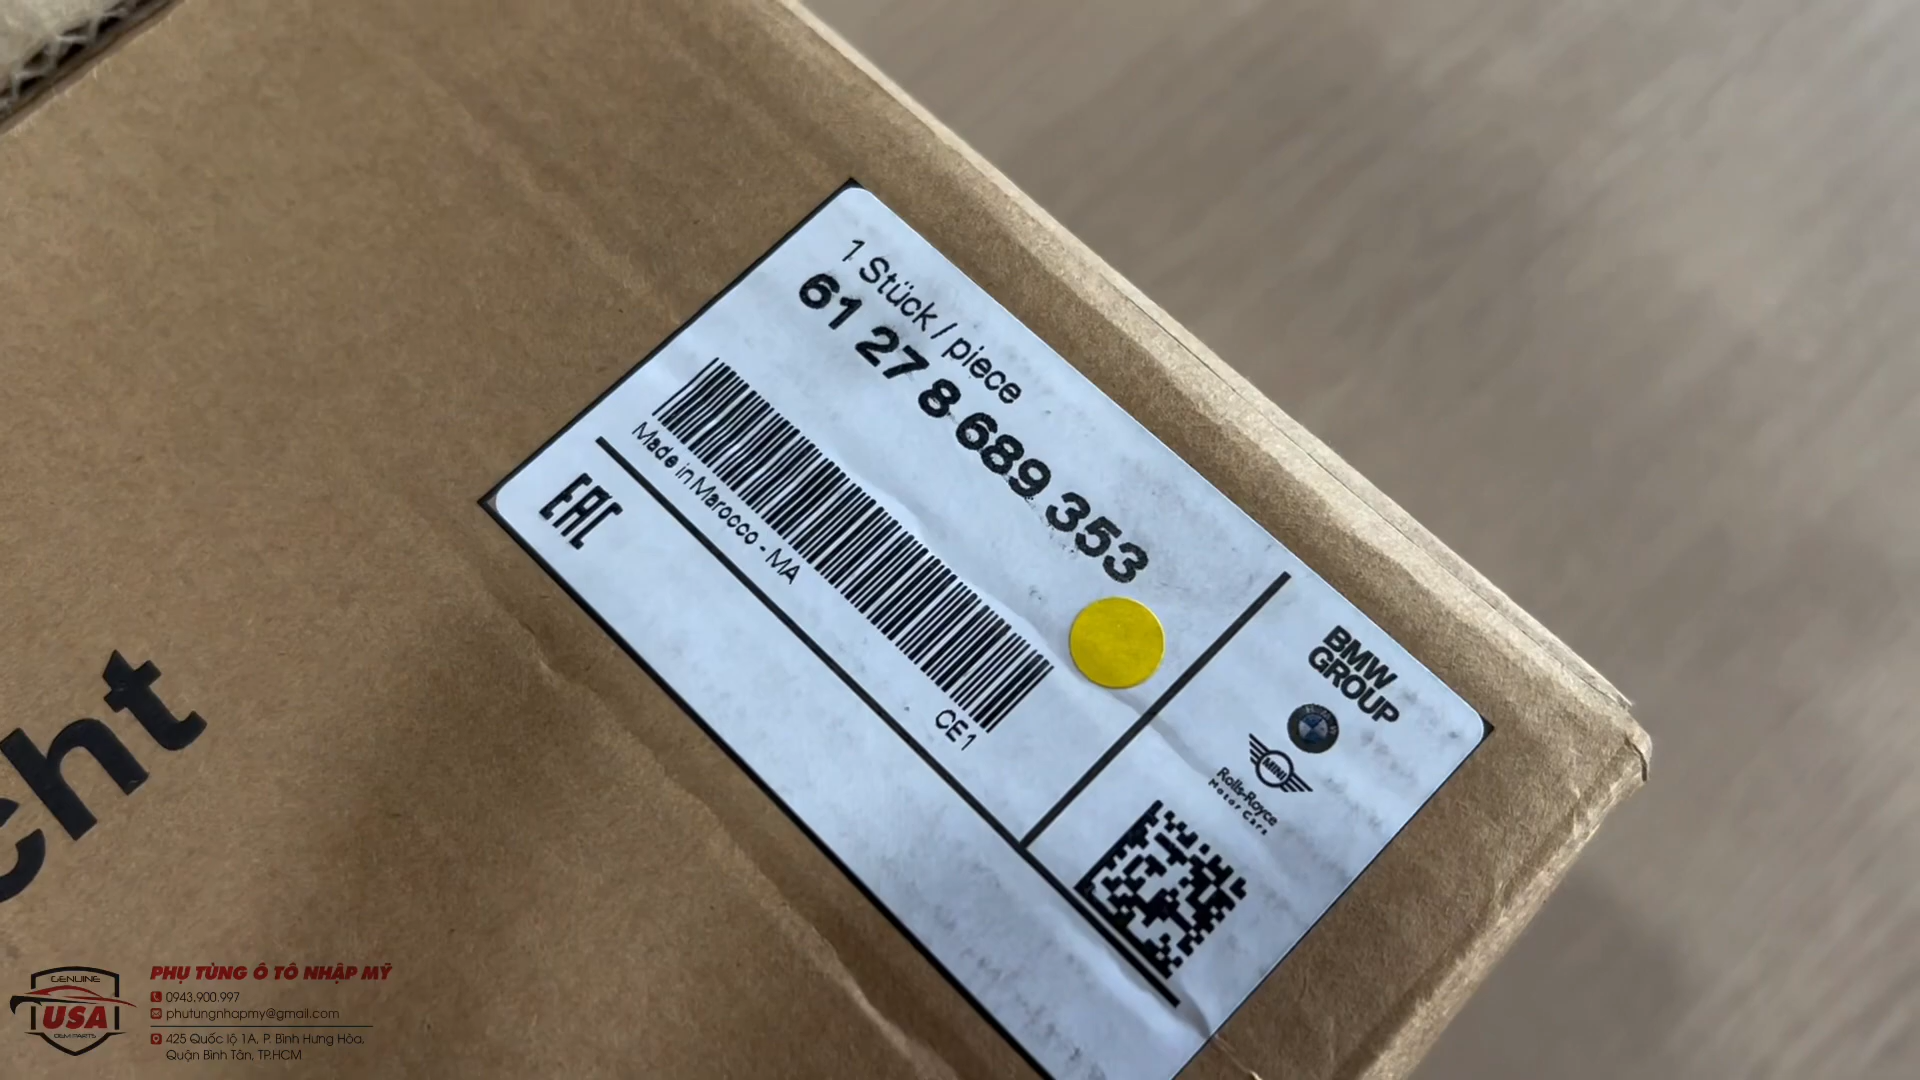 1 Stück / piece
61 27 8 689 353
Made in Marocco - MA
CE1
EAC
BMW
GROUP
MINI
Rolls-Royce
Motor Cars
cht
GENUINE
USA
OEM PARTS
PHỤ TÙNG Ô TÔ NHẬP MỸ
0943.900.997
phutungnhapmy@gmail.com
425 Quốc lộ 1A, P. Bình Hưng Hòa,
Quận Bình Tân, TP.HCM